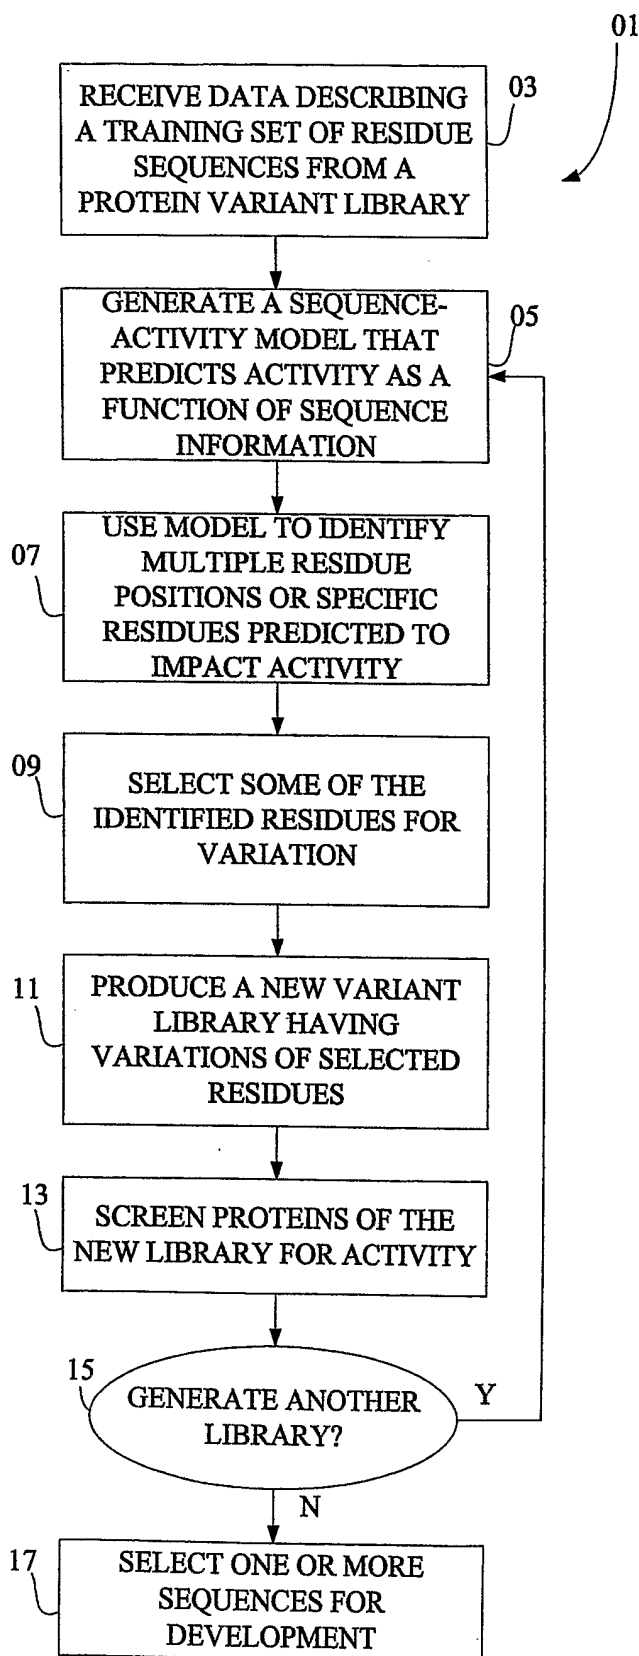 01
RECEIVE DATA DESCRIBING
A TRAINING SET OF RESIDUE
SEQUENCES FROM A
PROTEIN VARIANT LIBRARY
03
GENERATE A SEQUENCE-
ACTIVITY MODEL THAT
PREDICTS ACTIVITY AS A
FUNCTION OF SEQUENCE
INFORMATION
05
07
USE MODEL TO IDENTIFY
MULTIPLE RESIDUE
POSITIONS OR SPECIFIC
RESIDUES PREDICTED TO
IMPACT ACTIVITY
09
SELECT SOME OF THE
IDENTIFIED RESIDUES FOR
VARIATION
11
PRODUCE A NEW VARIANT
LIBRARY HAVING
VARIATIONS OF SELECTED
RESIDUES
13
SCREEN PROTEINS OF THE
NEW LIBRARY FOR ACTIVITY
15
GENERATE ANOTHER
LIBRARY?
Y
N
17
SELECT ONE OR MORE
SEQUENCES FOR
DEVELOPMENT